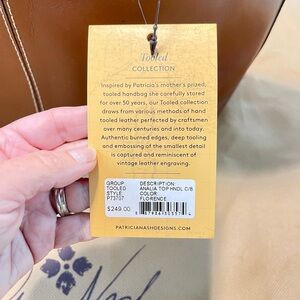 Tooled
COLLECTION
Inspired by Patricia's mother's prized,
tooled handbag she carefully stored
for over 50 years, our Tooled collection
draws from various methods of hand
tooled leather perfected by craftsmen
over many centuries and into today.
Authentic burned edges, deep tooling
and embossing of the smallest detail
is captured and reminiscent of
vintage leather engraving.
GROUP: DESCRIPTION:
TOOLED ANALIA TOP HNDL C/B
STYLE: COLOR:
P73707 FLORENCE
$249.00
PATRICIANASHDESIGNS.COM
Nash